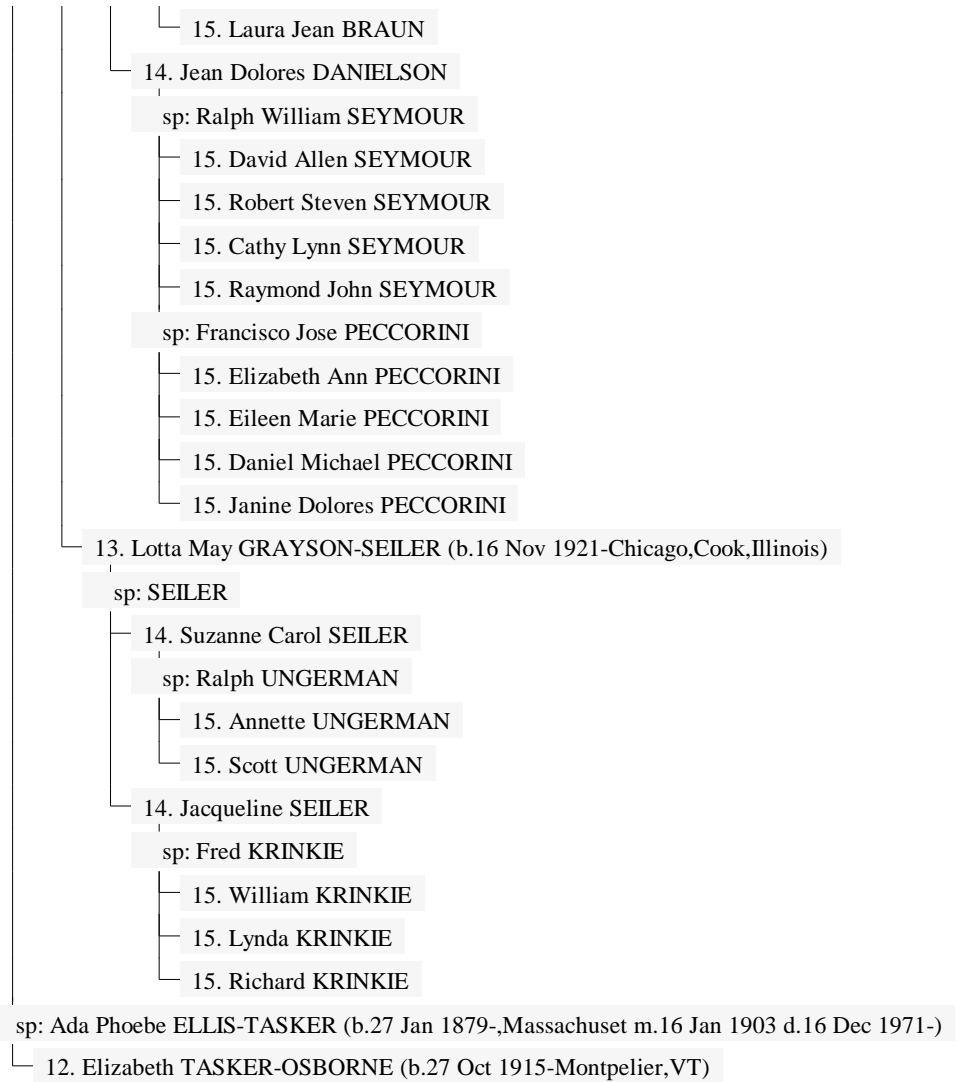 15. Laura Jean BRAUN
14. Jean Dolores DANIELSON
sp: Ralph William SEYMOUR
15. David Allen SEYMOUR
15. Robert Steven SEYMOUR
15. Cathy Lynn SEYMOUR
15. Raymond John SEYMOUR
sp: Francisco Jose PECCORINI
15. Elizabeth Ann PECCORINI
15. Eileen Marie PECCORINI
15. Daniel Michael PECCORINI
15. Janine Dolores PECCORINI
13. Lotta May GRAYSON-SEILER (b.16 Nov 1921-Chicago,Cook,Illinois)
sp: SEILER
14. Suzanne Carol SEILER
sp: Ralph UNGERMAN
15. Annette UNGERMAN
15. Scott UNGERMAN
14. Jacqueline SEILER
sp: Fred KRINKIE
15. William KRINKIE
15. Lynda KRINKIE
15. Richard KRINKIE
sp: Ada Phoebe ELLIS-TASKER (b.27 Jan 1879-,Massachuset m.16 Jan 1903 d.16 Dec 1971-)
12. Elizabeth TASKER-OSBORNE (b.27 Oct 1915-Montpelier,VT)